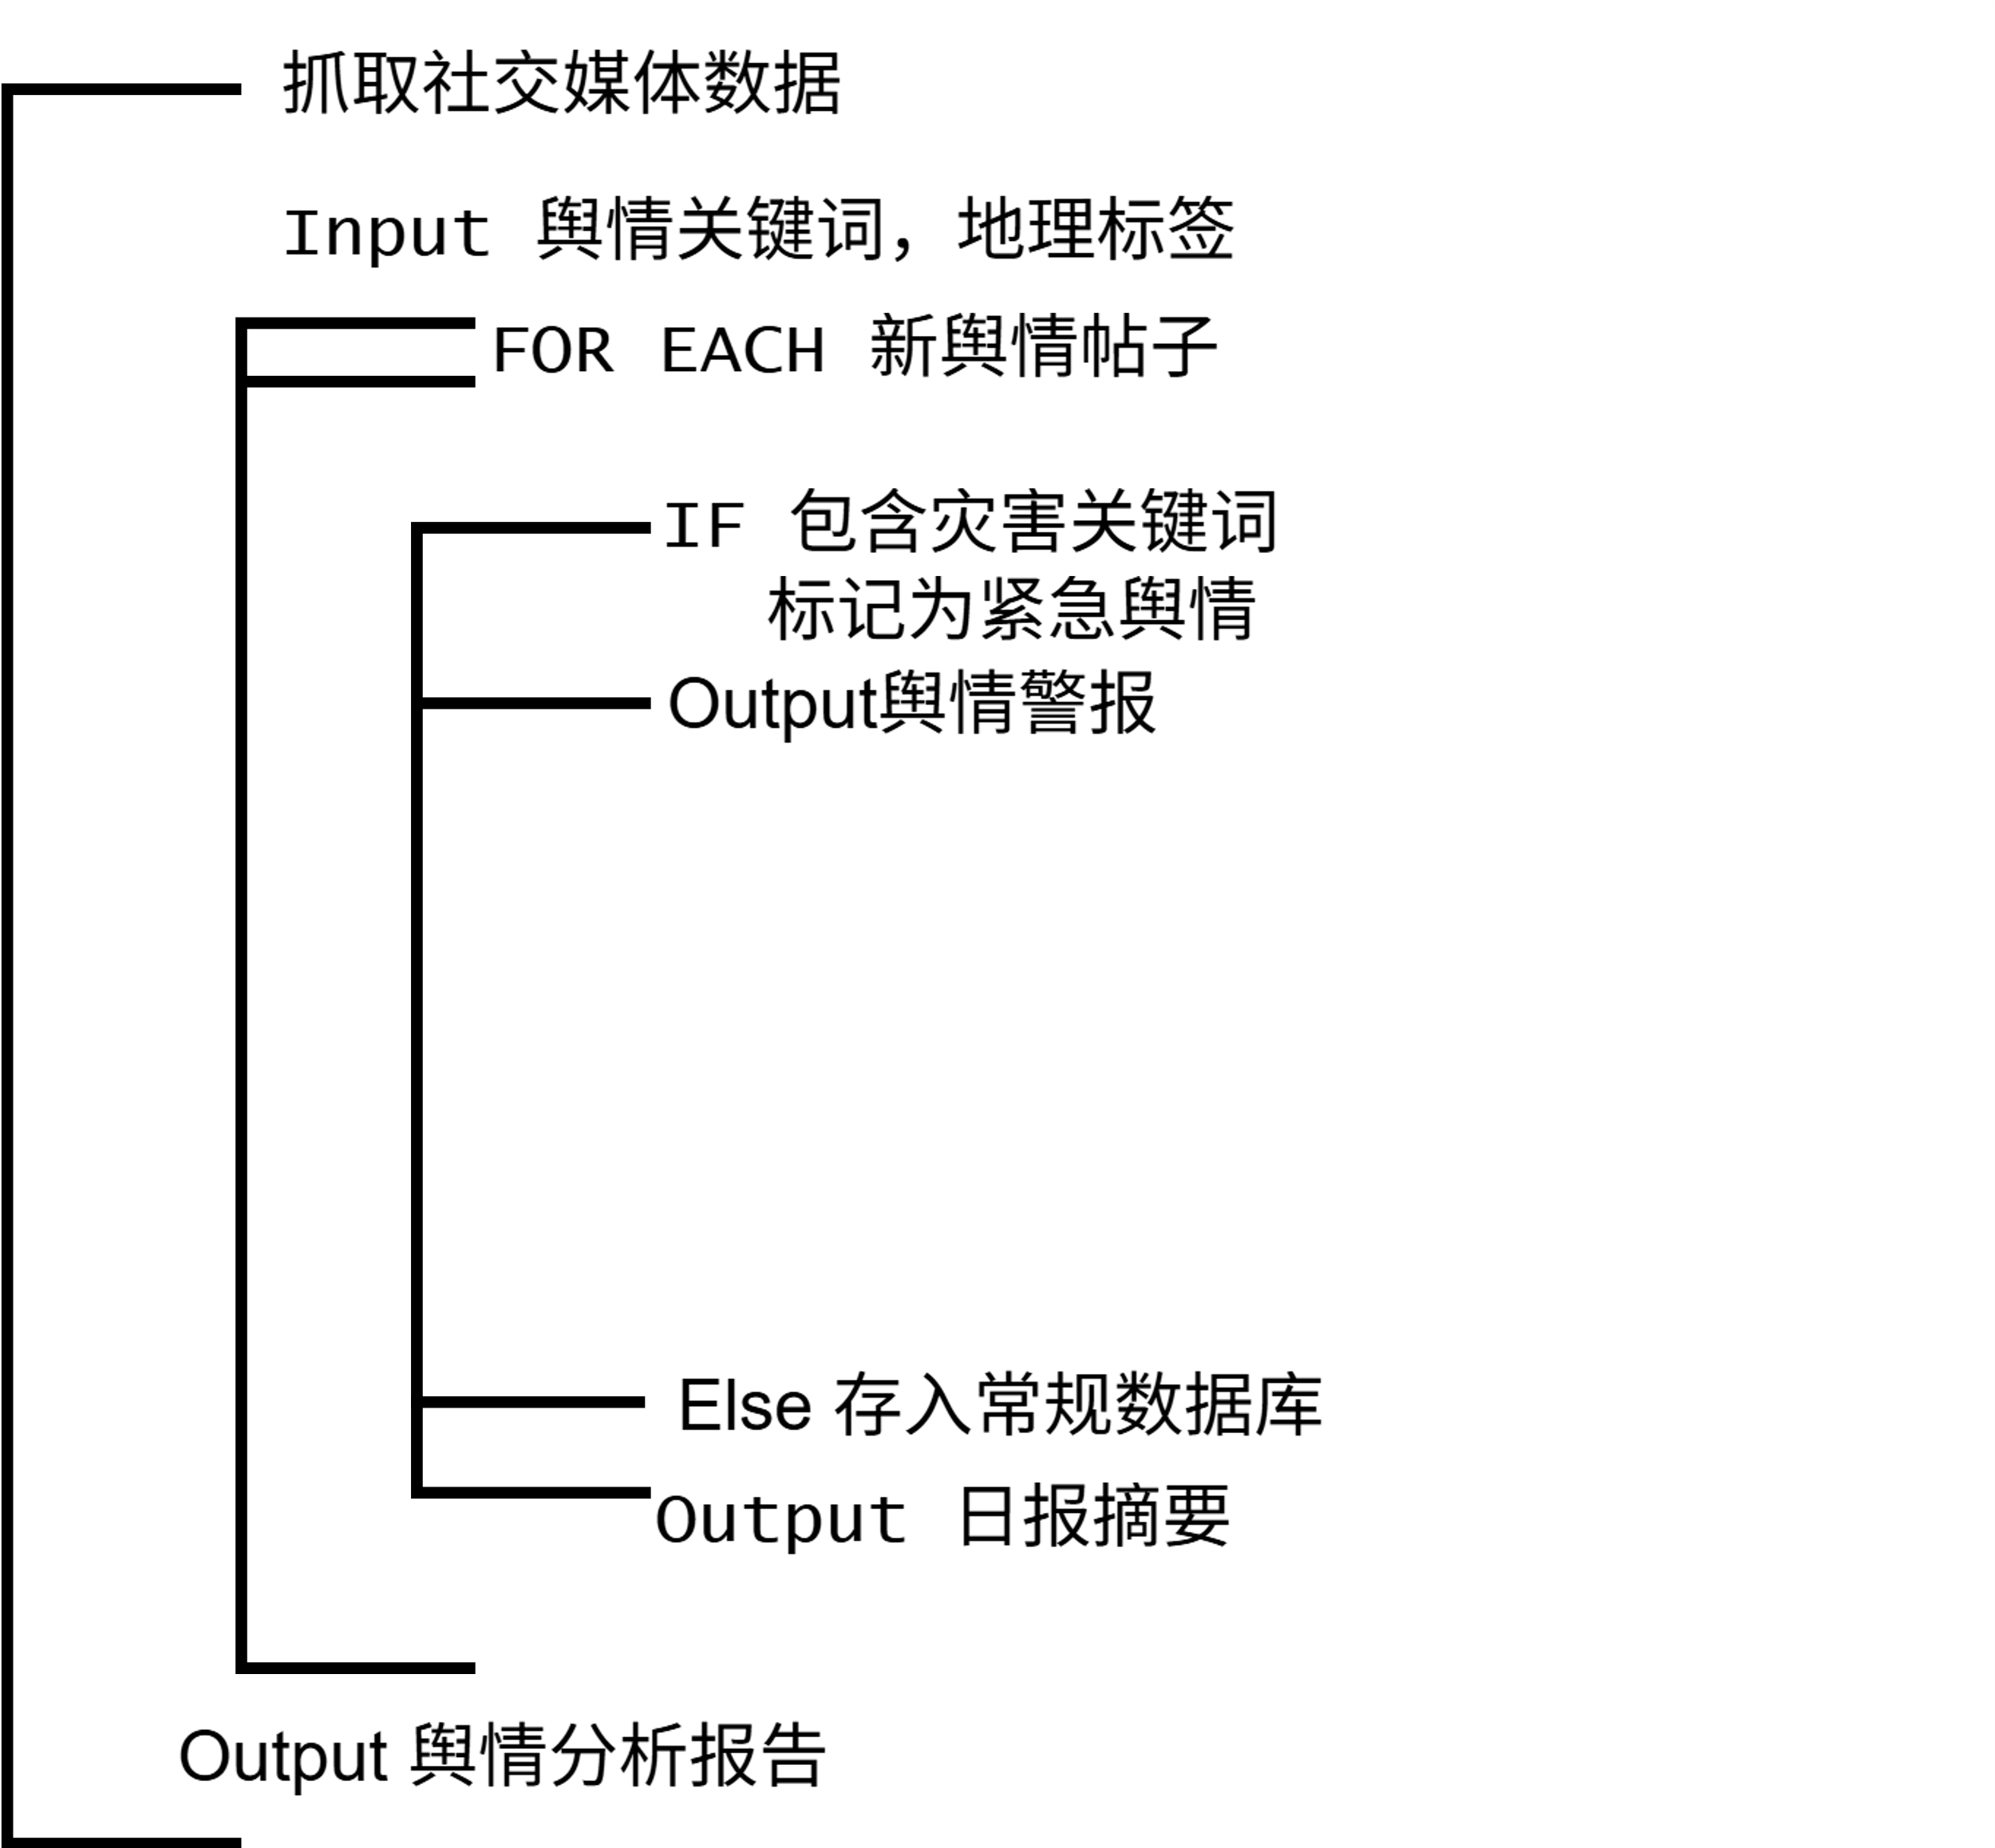 抓取社交媒体数据
Input 舆情关键词，地理标签
FOR EACH 新舆情帖子
IF 包含灾害关键词
标记为紧急舆情
Output舆情警报
Else 存入常规数据库
Output 日报摘要
Output 舆情分析报告